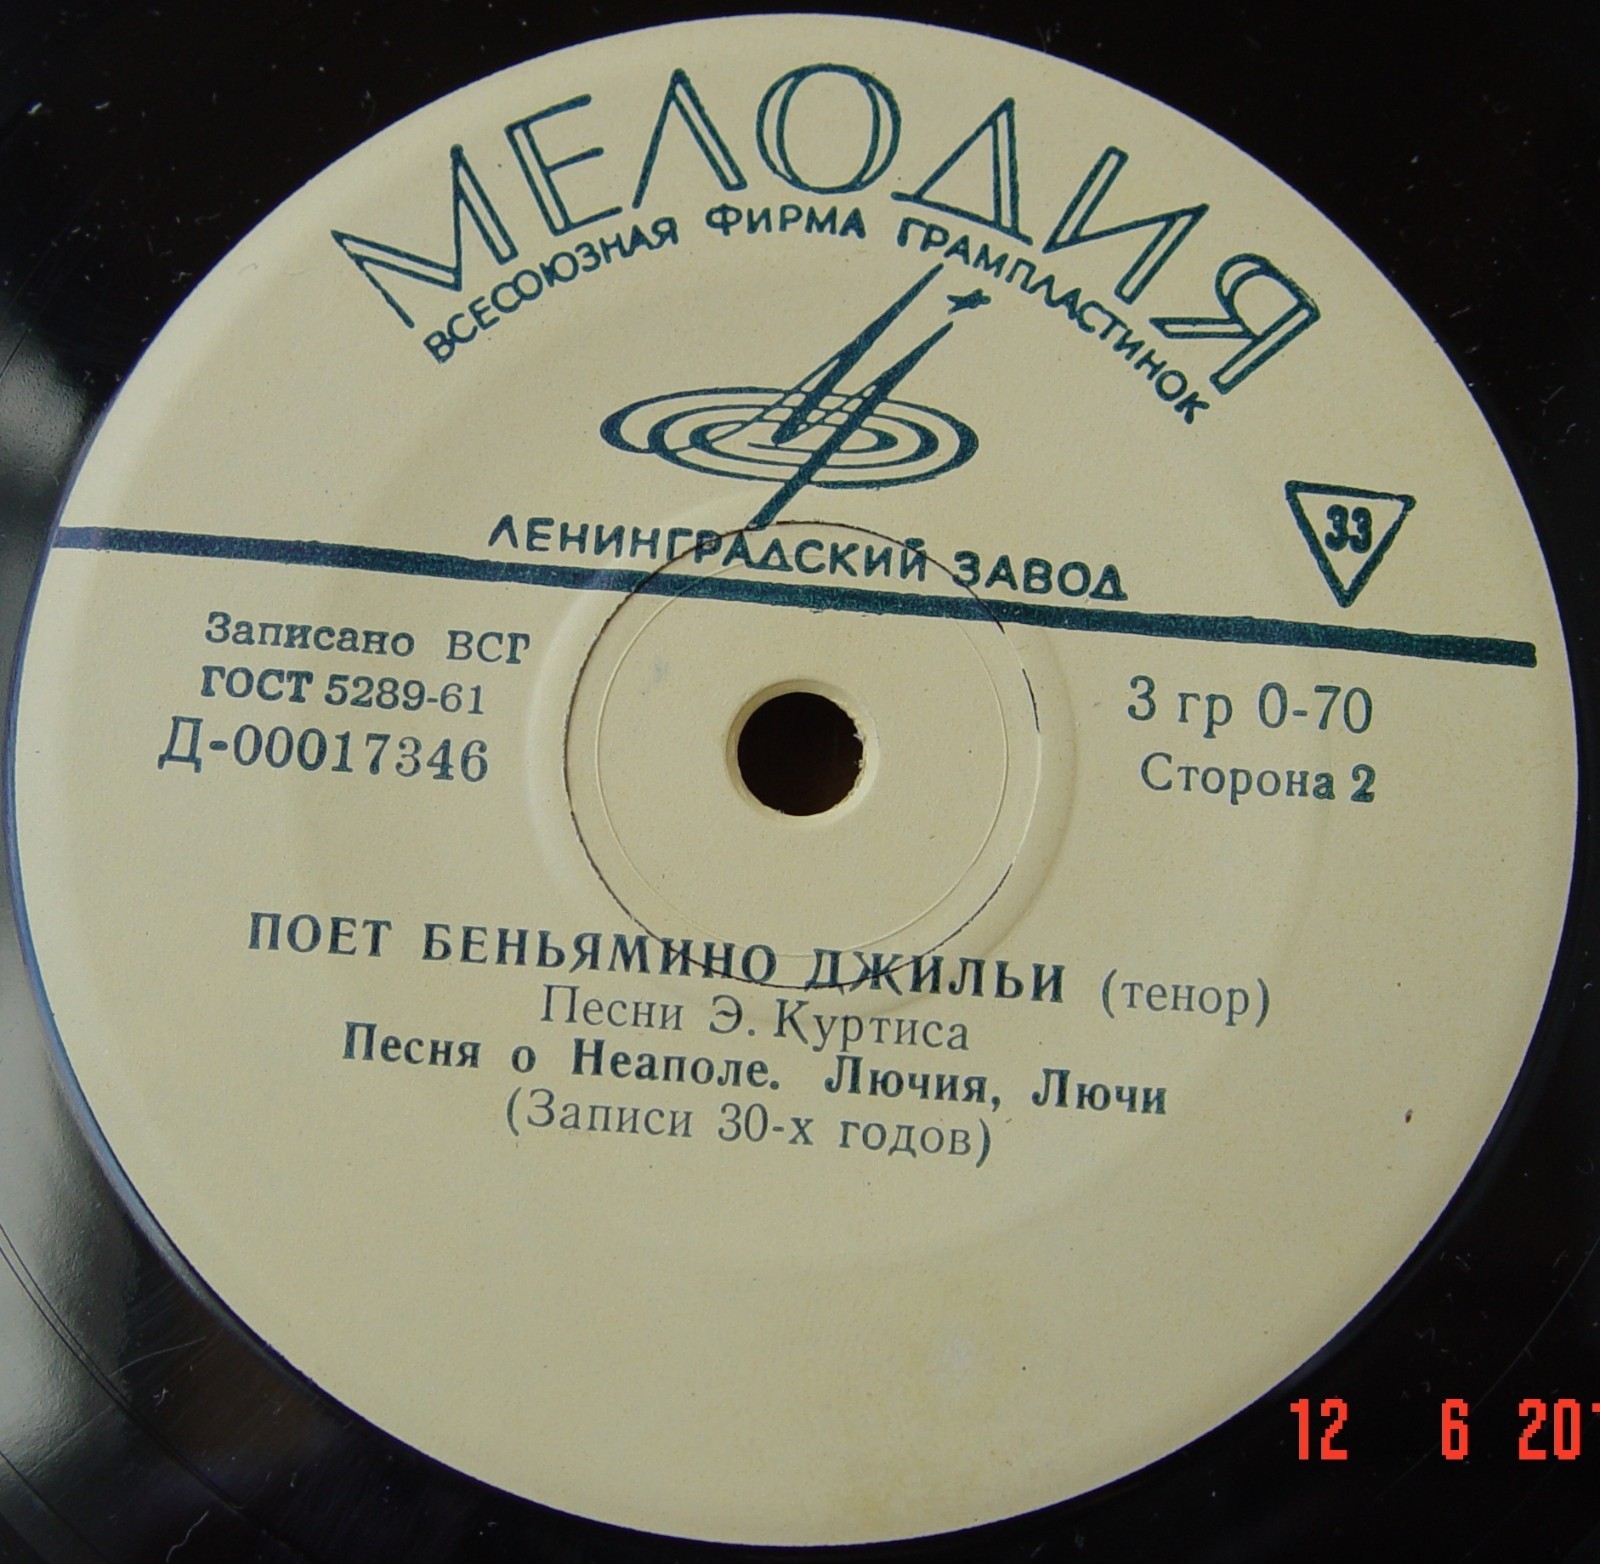 МЕЛОДИЯ
ВСЕСОЮЗНАЯ ФИРМА ГРАМПЛАСТИНОК
33
ЛЕНИНГРАДСКИЙ ЗАВОД
Записано ВСГ
ГОСТ 5289-61
Д-00017346
3 гр 0-70
Сторона 2
ПОЕТ БЕНЬЯМИНО ДЖИЛЬИ (тенор)
Песни Э. Куртиса
Песня о Неаполе. Лючия, Лючи
(Записи 30-х годов)
12 6 201